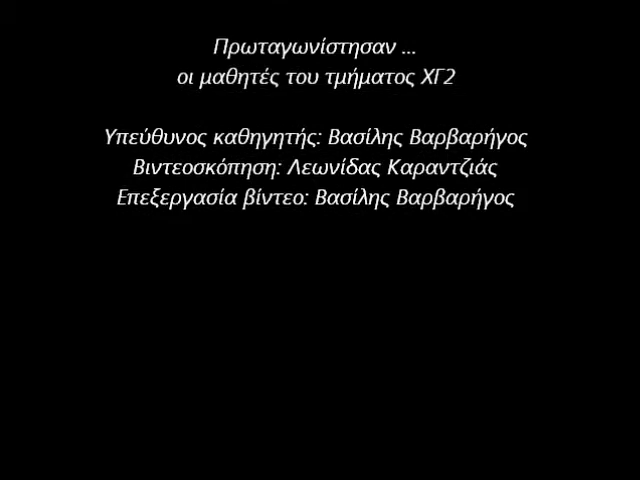 Πρωταγωνίστησαν ...
οι μαθητές του τμήματος ΧΓ2
Υπεύθυνος καθηγητής: Βασίλης Βαρβαρήγος
Βιντεοσκόπηση: Λεωνίδας Καραντζιάς
Επεξεργασία βίντεο: Βασίλης Βαρβαρήγος